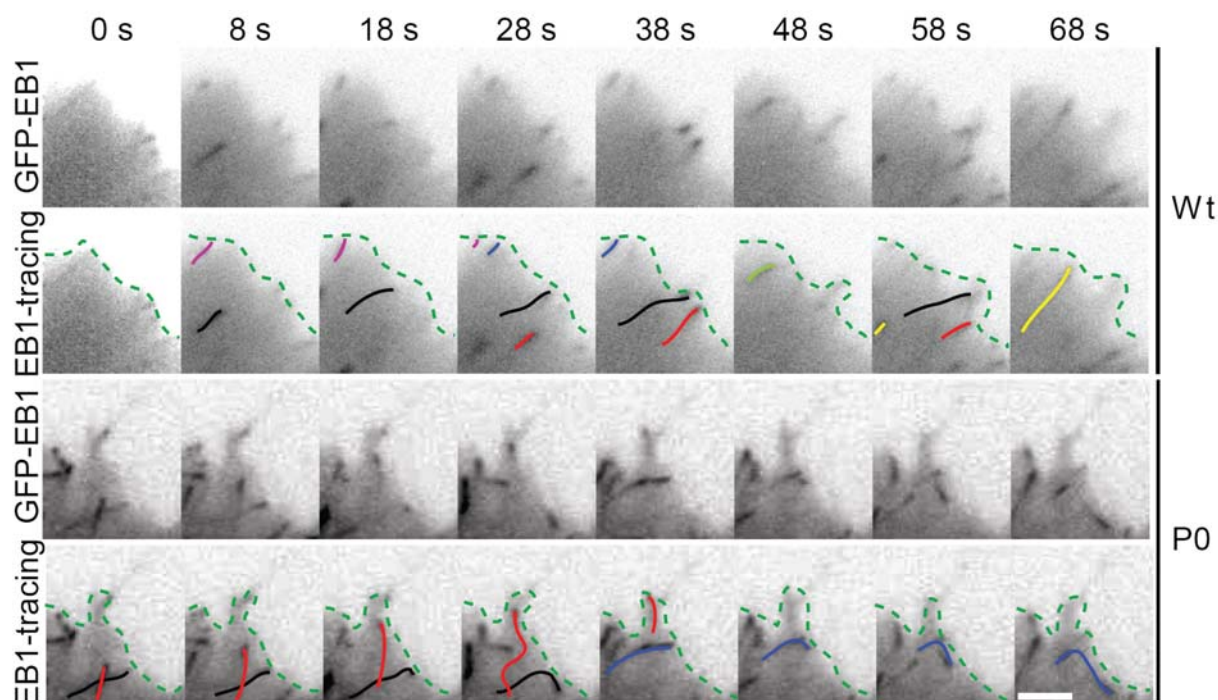 0 s 8 s 18 s 28 s 38 s 48 s 58 s 68 s
GFP-EB1
EB1-tracing
Wt
GFP-EB1
EB1-tracing
P0